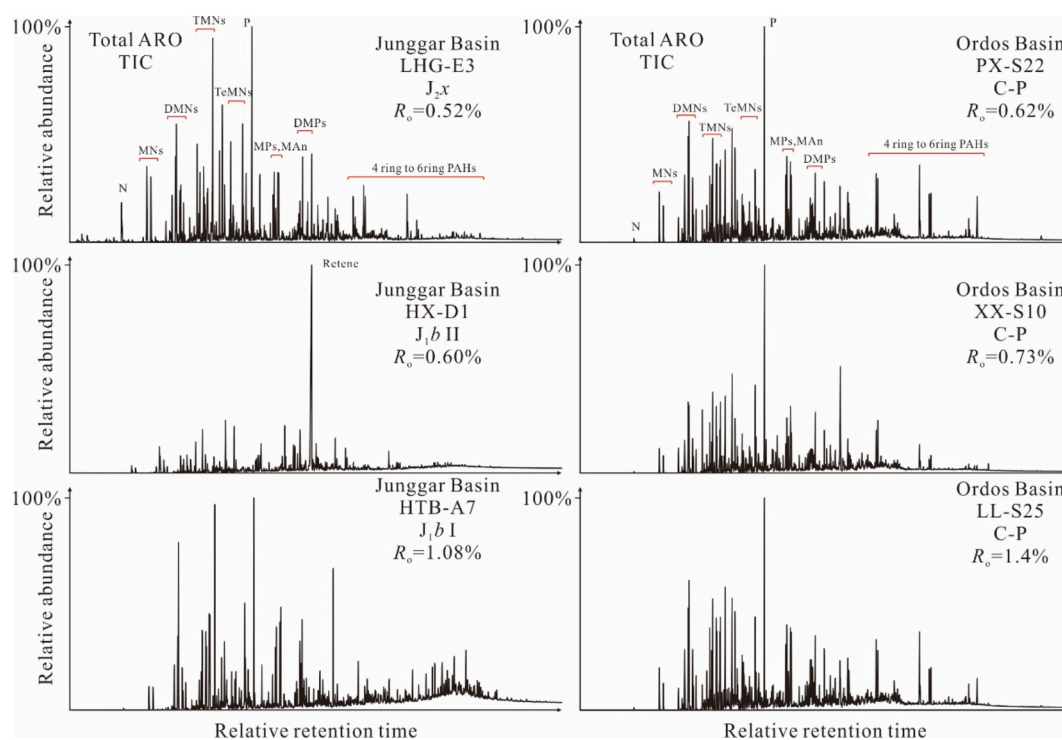 100%
Total ARO
TIC
TMNs
P
Junggar Basin
LHG-E3
J₂x
Rₒ=0.52%
DMNs
TeMNs
DMPs
MNs
MPs,MAn
4 ring to 6ring PAHs
N
Relative abundance
100%
Total ARO
TIC
P
Ordos Basin
PX-S22
C-P
Rₒ=0.62%
DMNs
TeMNs
TMNs
MPs,MAn
4 ring to 6ring PAHs
DMPs
MNs
N
100%
Retene
Junggar Basin
HX-D1
J₁b II
Rₒ=0.60%
Relative abundance
100%
Ordos Basin
XX-S10
C-P
Rₒ=0.73%
100%
Junggar Basin
HTB-A7
J₁b I
Rₒ=1.08%
Relative abundance
100%
Ordos Basin
LL-S25
C-P
Rₒ=1.4%
Relative retention time
Relative retention time